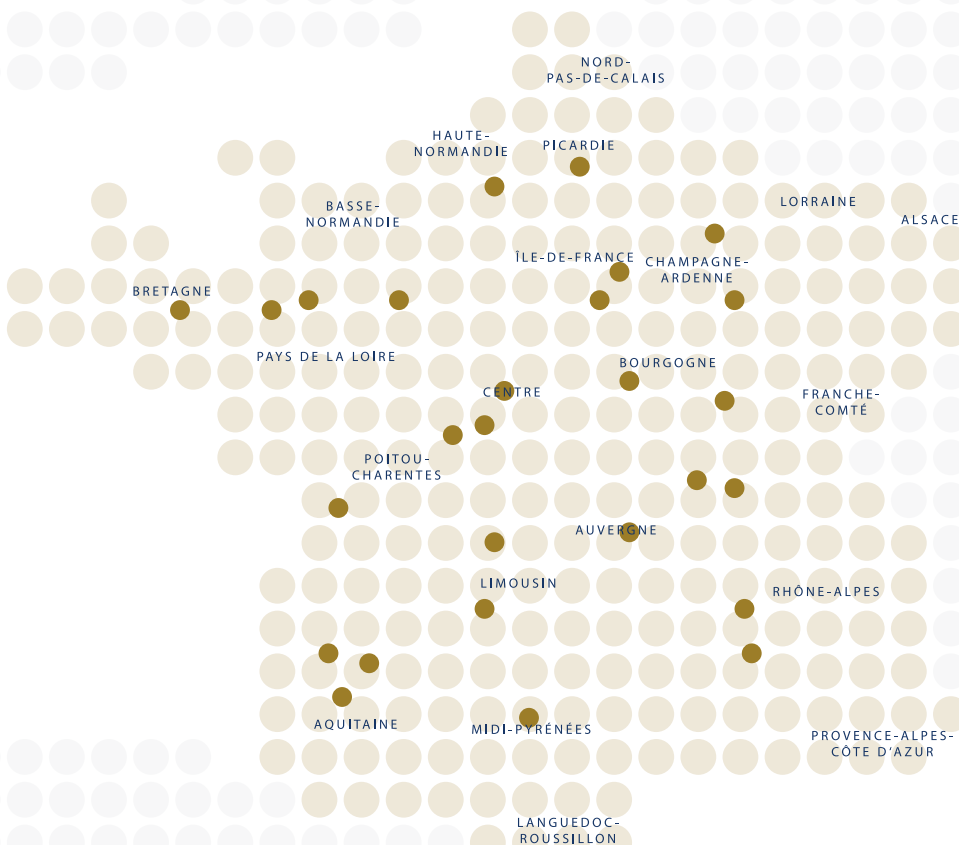 NORD-
PAS-DE-CALAIS
HAUTE-
NORMANDIE
PICARDIE
BASSE-
NORMANDIE
LORRAINE
ALSACE
ÎLE-DE-FRANCE
CHAMPAGNE-
ARDENNE
BRETAGNE
PAYS DE LA LOIRE
BOURGOGNE
CENTRE
FRANCHE-
COMTÉ
POITOU-
CHARENTES
AUVERGNE
LIMOUSIN
RHÔNE-ALPES
AQUITAINE
MIDI-PYRÉNÉES
PROVENCE-ALPES-
CÔTE D'AZUR
LANGUEDOC-
ROUSSILLON